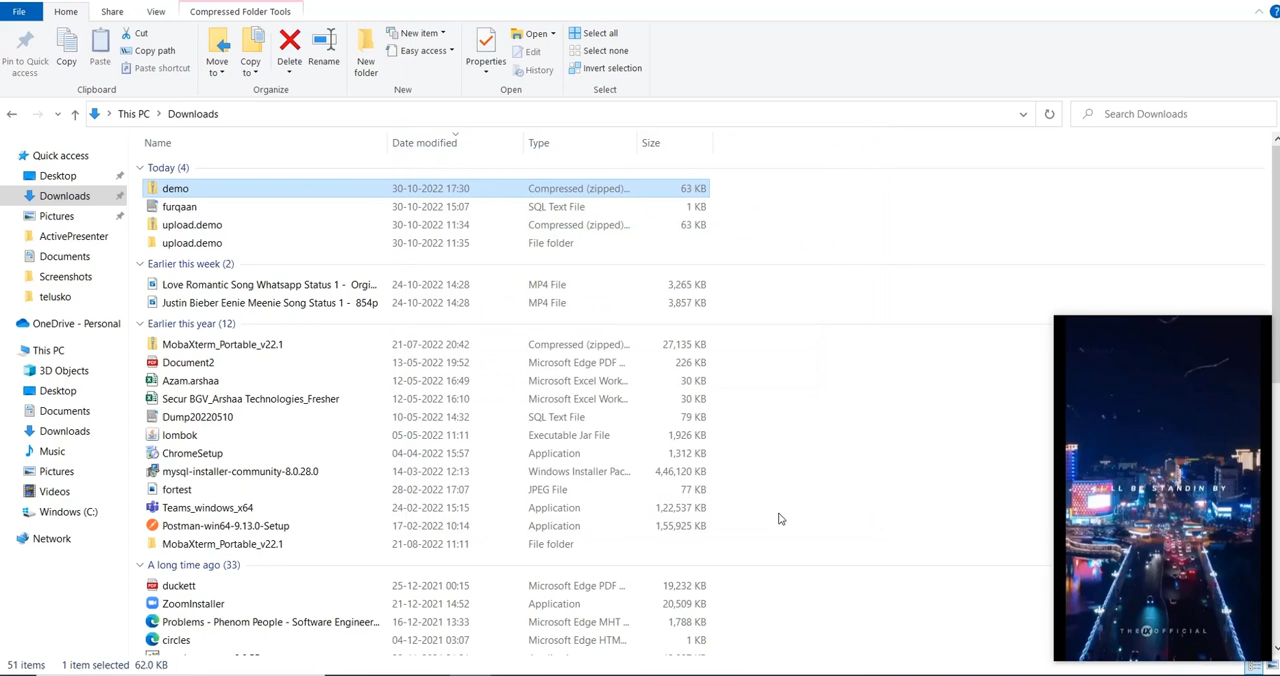 File Home Share View Compressed Folder Tools
Pin to Quick access
Copy
Paste
Cut
Copy path
Paste shortcut
Clipboard
Move to
Copy to
Delete
Rename
Organize
New folder
New item
Easy access
New
Properties
Open
Edit
History
Open
Select all
Select none
Invert selection
Select
This PC > Downloads
Search Downloads
Quick access
Desktop
Downloads
Pictures
ActivePresenter
Documents
Screenshots
telusko
OneDrive - Personal
This PC
3D Objects
Desktop
Documents
Downloads
Music
Pictures
Videos
Windows (C:)
Network
Name Date modified Type Size
Today (4)
demo 30-10-2022 17:30 Compressed (zipped)... 63 KB
furqaan 30-10-2022 15:07 SQL Text File 1 KB
upload.demo 30-10-2022 11:34 Compressed (zipped)... 63 KB
upload.demo 30-10-2022 11:35 File folder
Earlier this week (2)
Love Romantic Song Whatsapp Status 1 - Orgi... 24-10-2022 14:28 MP4 File 3,265 KB
Justin Bieber Eenie Meenie Song Status 1 - 854p 24-10-2022 14:28 MP4 File 3,857 KB
Earlier this year (12)
MobaXterm_Portable_v22.1 21-07-2022 20:42 Compressed (zipped)... 27,135 KB
Document2 13-05-2022 19:52 Microsoft Edge PDF ... 226 KB
Azam.arshaa 12-05-2022 16:49 Microsoft Excel Work... 30 KB
Secur BGV_Arshaa Technologies_Fresher 12-05-2022 16:10 Microsoft Excel Work... 30 KB
Dump20220510 10-05-2022 14:32 SQL Text File 79 KB
lombok 05-05-2022 11:11 Executable Jar File 1,926 KB
ChromeSetup 04-04-2022 15:57 Application 1,312 KB
mysql-installer-community-8.0.28.0 14-03-2022 12:13 Windows Installer Pac... 4,46,120 KB
fortest 28-02-2022 17:07 JPEG File 77 KB
Teams_windows_x64 24-02-2022 15:15 Application 1,22,537 KB
Postman-win64-9.13.0-Setup 17-02-2022 10:14 Application 1,55,925 KB
MobaXterm_Portable_v22.1 21-08-2022 11:11 File folder
A long time ago (33)
duckett 25-12-2021 00:15 Microsoft Edge PDF ... 19,232 KB
ZoomInstaller 21-12-2021 14:52 Application 20,509 KB
Problems - Phenom People - Software Engineer... 16-12-2021 13:33 Microsoft Edge MHT ... 1,788 KB
circles 04-12-2021 03:07 Microsoft Edge HTM... 1 KB
51 items 1 item selected 62.0 KB
I'LL BE STANDIN BY
OFFICIAL